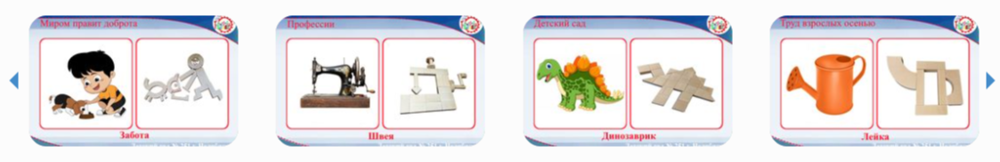 Миром правит доброта
Забота
Профессии
Швея
Детский сад
Динозаврик
Труд взрослых осенью
Лейка